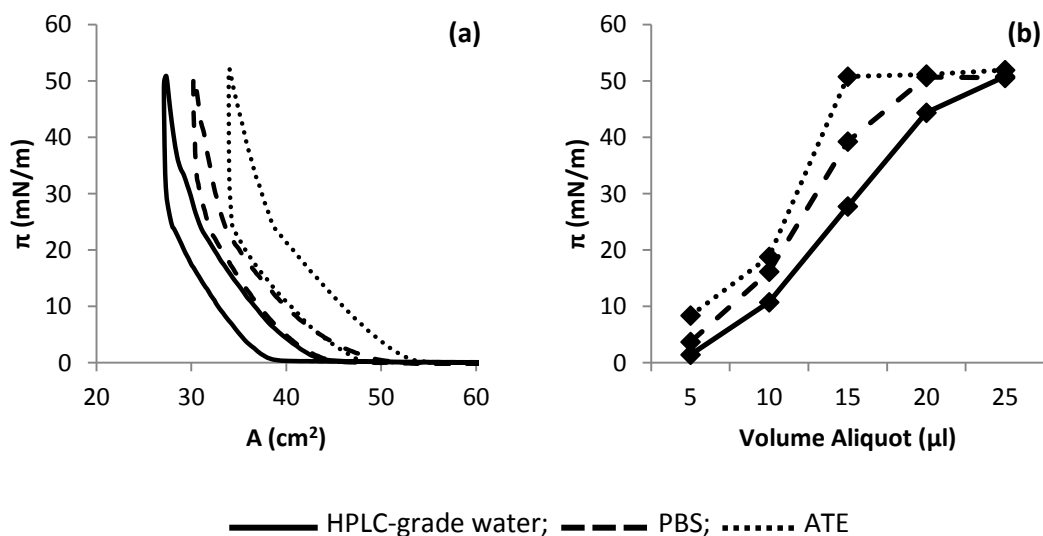 (a)
60
50
40
30
20
10
0
π (mN/m)
20 30 40 50 60
A (cm²)
(b)
60
50
40
30
20
10
0
π (mN/m)
5 10 15 20 25
Volume Aliquot (µl)
HPLC-grade water; PBS; ATE